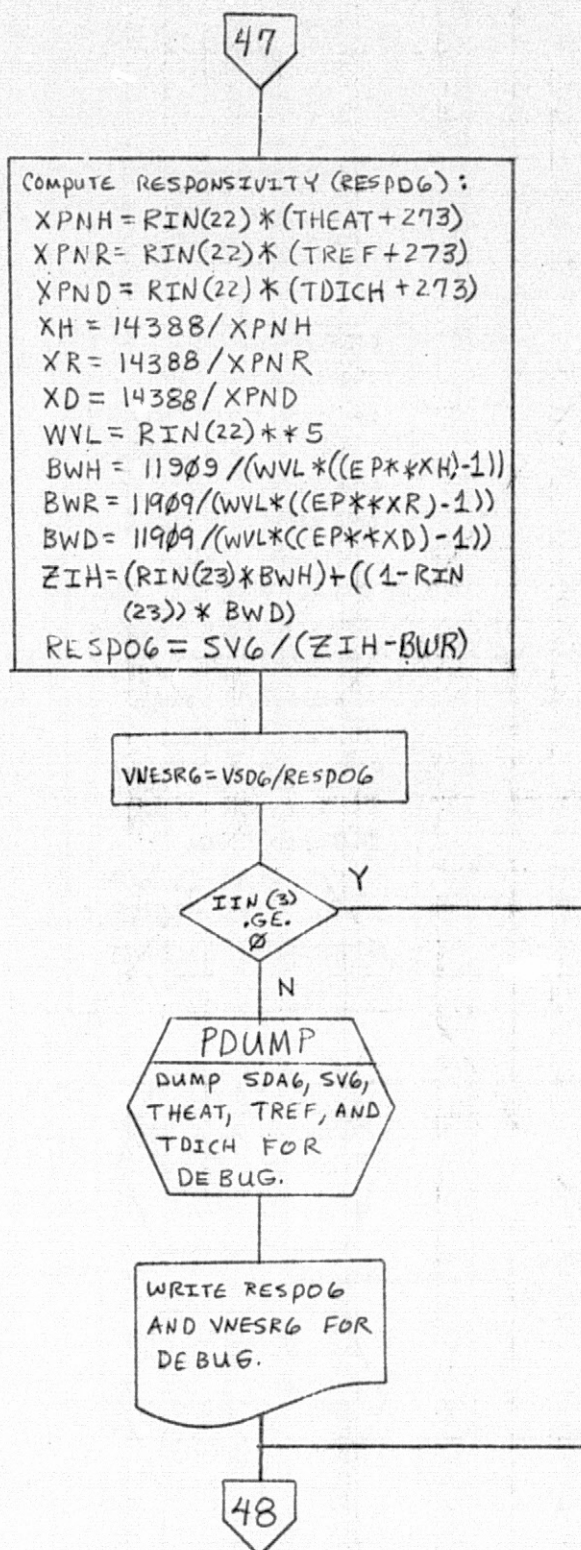 47
COMPUTE RESPONSIVITY (RESPO6):
XPNH = RIN(22)*(THEAT+273)
XPNR = RIN(22)*(TREF+273)
XPND = RIN(22)*(TDICH+273)
XH = 14388/XPNH
XR = 14388/XPNR
XD = 14388/XPND
WVL = RIN(22)**5
BWH = 119Ø9/(WVL*((EP**XH)-1))
BWR = 119Ø9/(WVL*((EP**XR)-1))
BWD = 119Ø9/(WVL*((EP**XD)-1))
ZIH=(RIN(23)*BWH)+((1-RIN
(23))*BWD)
RESPO6 = SV6/(ZIH-BWR)
VNESR6=VSD6/RESPO6
IIN(3)
.GE.
Ø
Y
N
PDUMP
DUMP SDA6, SV6,
THEAT, TREF, AND
TDICH FOR
DEBUG.
WRITE RESPO6
AND VNESR6 FOR
DEBUG.
48